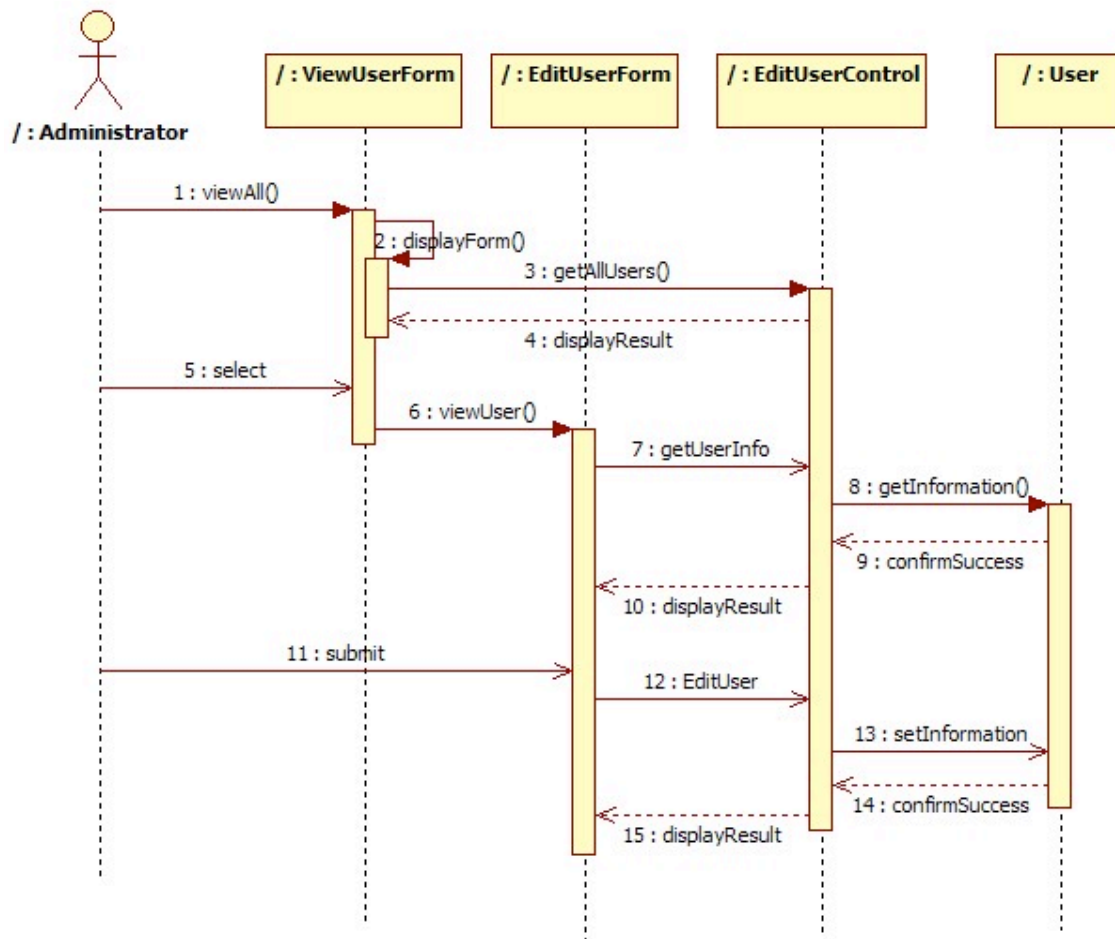 / : ViewUserForm
/ : EditUserForm
/ : EditUserControl
/ : User
/ : Administrator
1 : viewAll()
2 : displayForm()
3 : getAllUsers()
4 : displayResult
5 : select
6 : viewUser()
7 : getUserInfo
8 : getInformation()
9 : confirmSuccess
10 : displayResult
11 : submit
12 : EditUser
13 : setInformation
14 : confirmSuccess
15 : displayResult